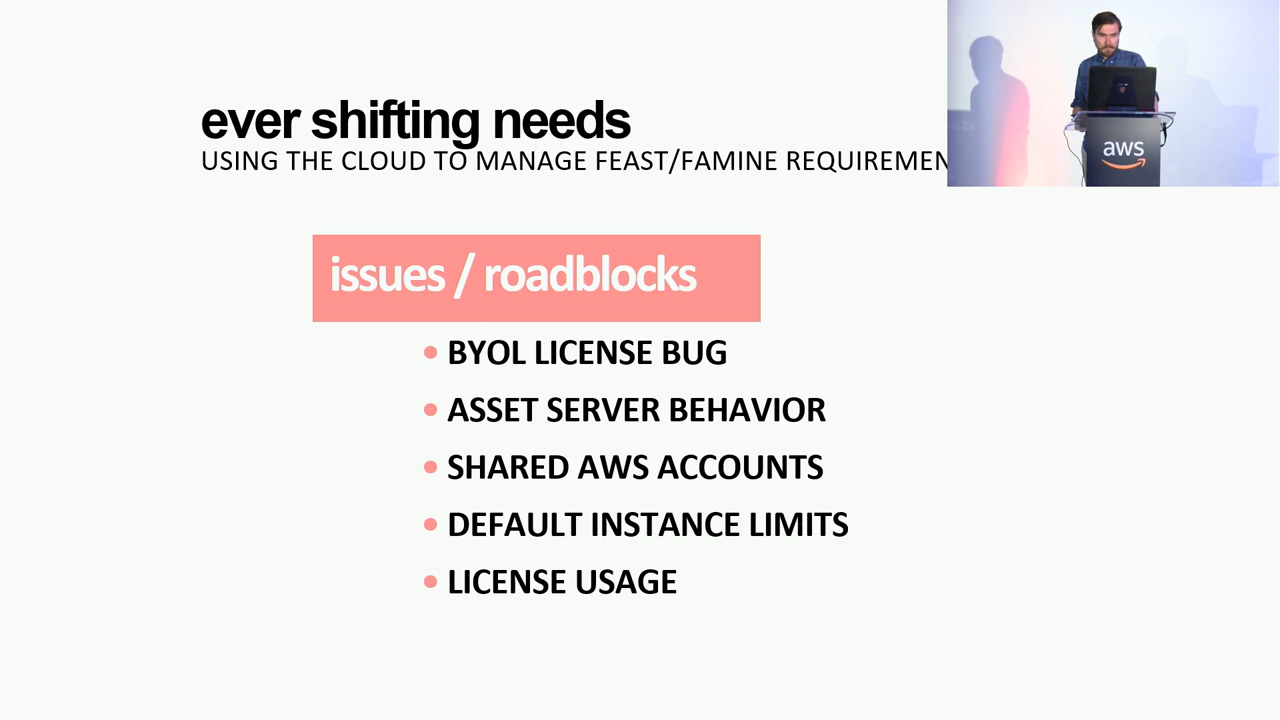 ever shifting needs
USING THE CLOUD TO MANAGE FEAST/FAMINE REQUIREMEN
aws
issues / roadblocks
• BYOL LICENSE BUG
• ASSET SERVER BEHAVIOR
• SHARED AWS ACCOUNTS
• DEFAULT INSTANCE LIMITS
• LICENSE USAGE